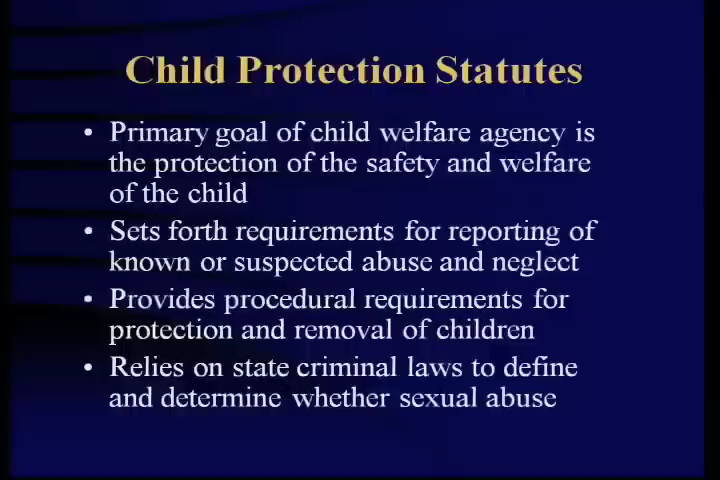 Child Protection Statutes
• Primary goal of child welfare agency is
the protection of the safety and welfare
of the child
• Sets forth requirements for reporting of
known or suspected abuse and neglect
• Provides procedural requirements for
protection and removal of children
• Relies on state criminal laws to define
and determine whether sexual abuse